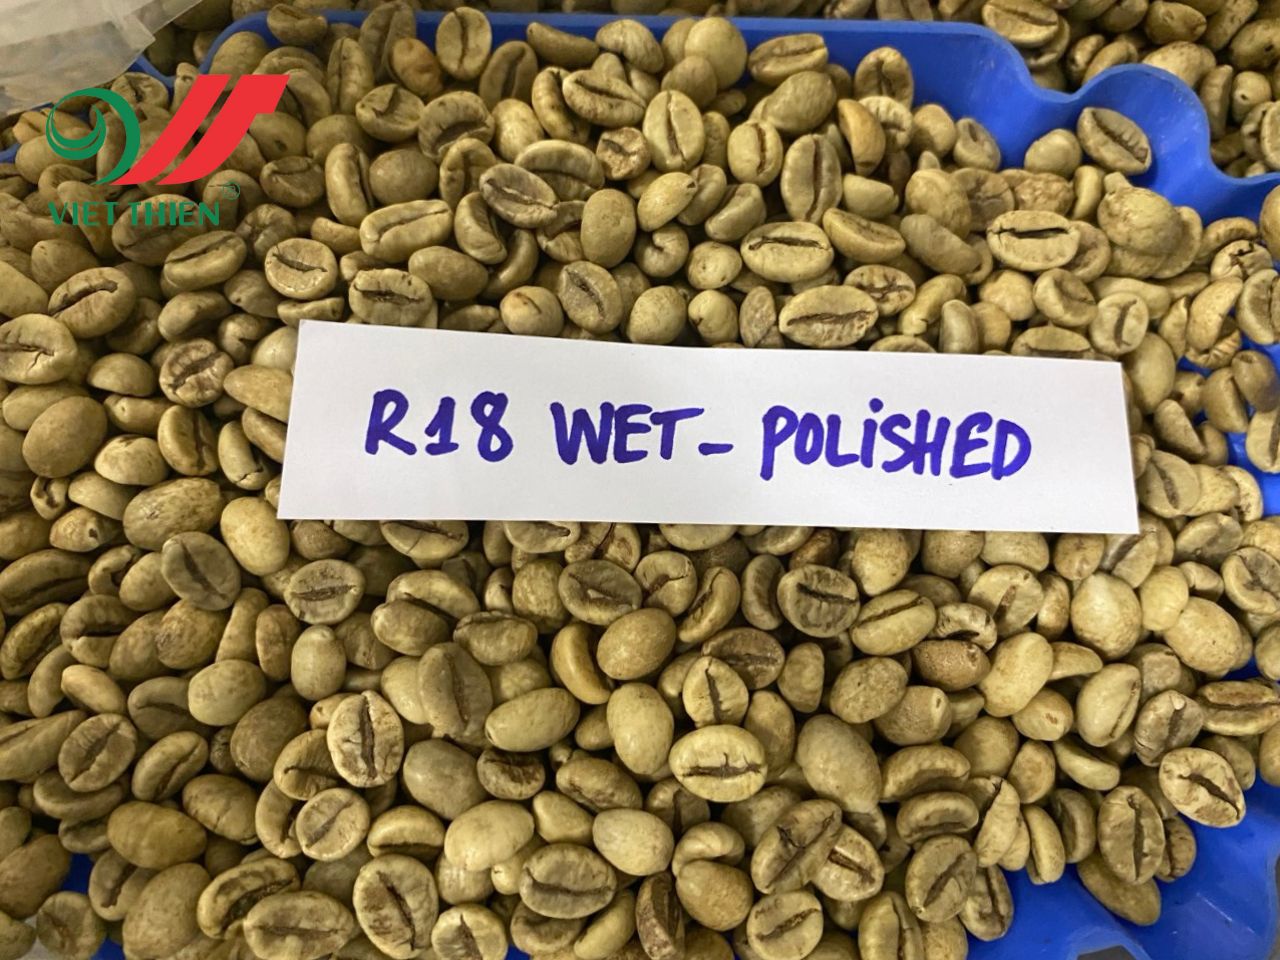 VIET THIEN
R18 WET - POLiSHED